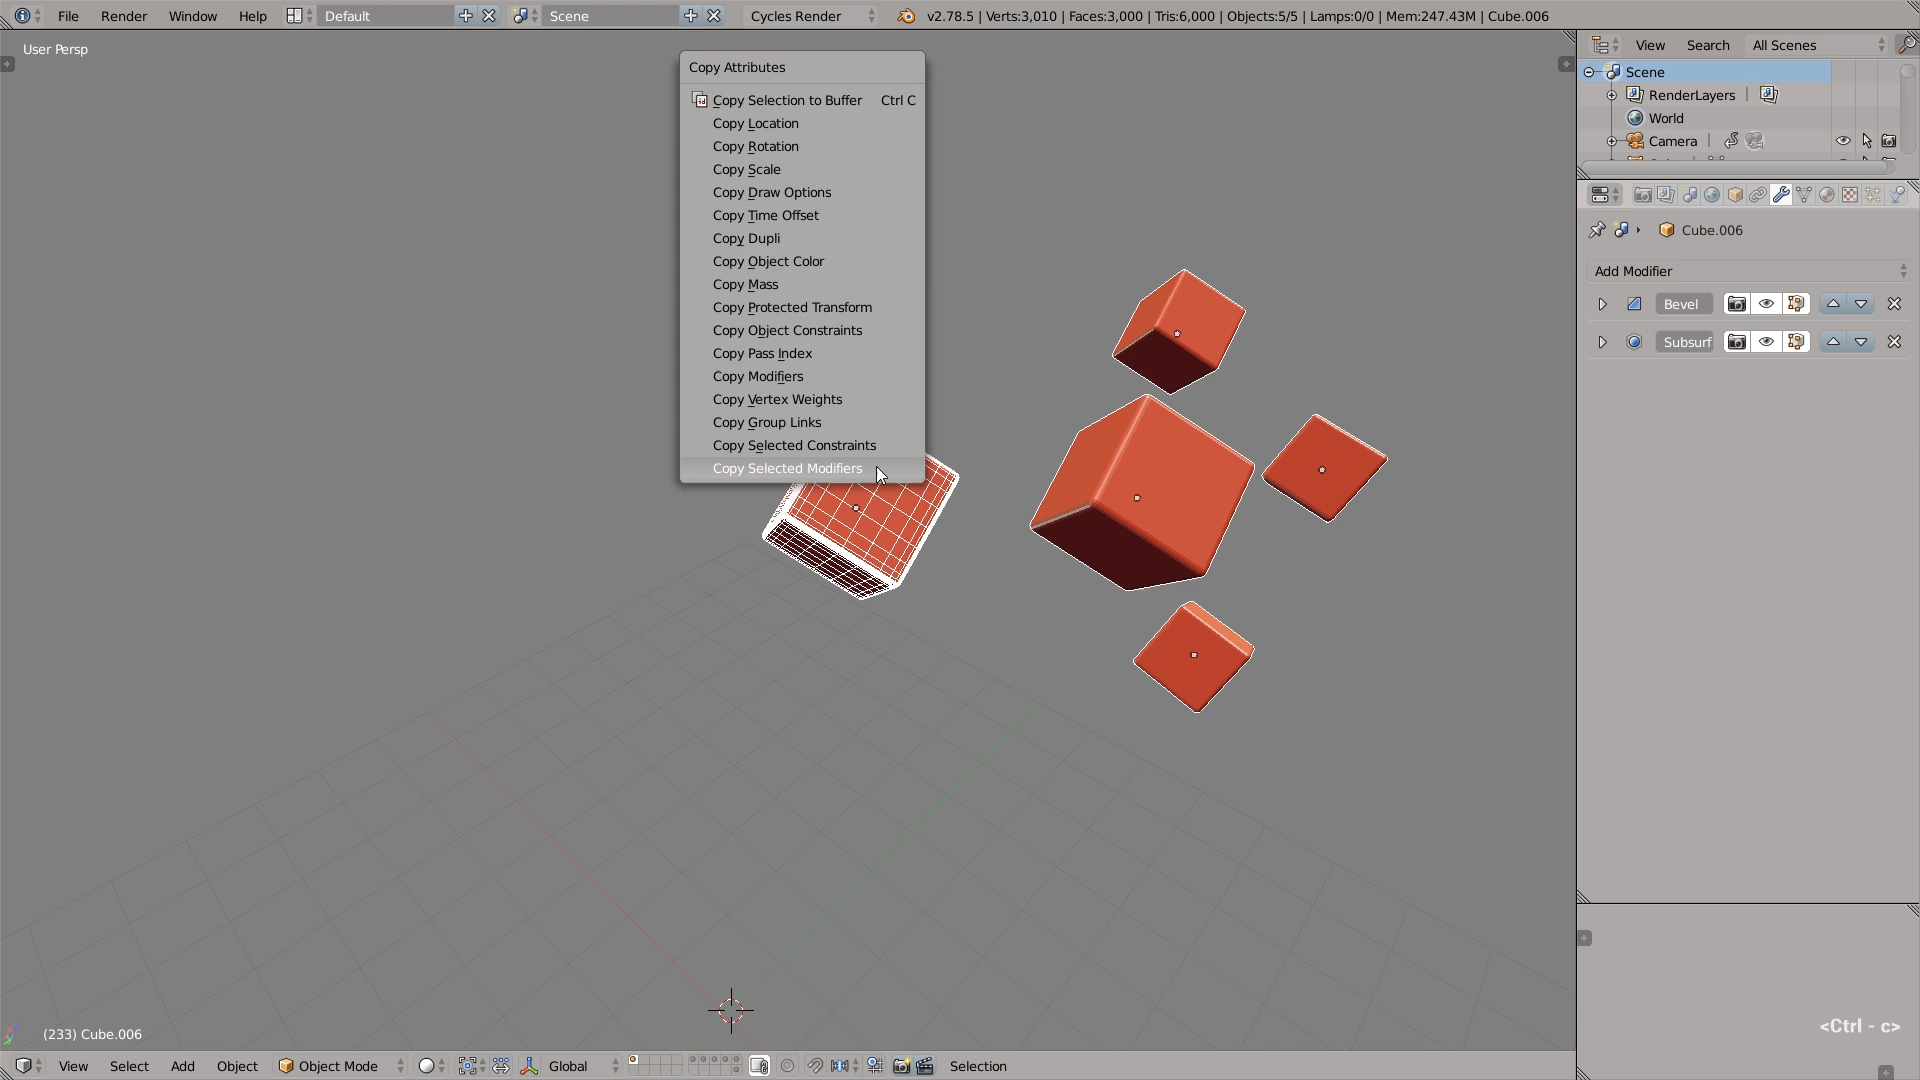 File Render Window Help Default Scene Cycles Render v2.78.5 | Verts:3,010 | Faces:3,000 | Tris:6,000 | Objects:5/5 | Lamps:0/0 | Mem:247.43M | Cube.006
User Persp
View Search All Scenes
Scene
RenderLayers
World
Camera
Copy Attributes
Copy Selection to Buffer Ctrl C
Copy Location
Copy Rotation
Copy Scale
Copy Draw Options
Copy Time Offset
Copy Dupli
Copy Object Color
Copy Mass
Copy Protected Transform
Copy Object Constraints
Copy Pass Index
Copy Modifiers
Copy Vertex Weights
Copy Group Links
Copy Selected Constraints
Copy Selected Modifiers
Cube.006
Add Modifier
Bevel
Subsurf
<Ctrl - c>
(233) Cube.006
View Select Add Object Object Mode Global Selection